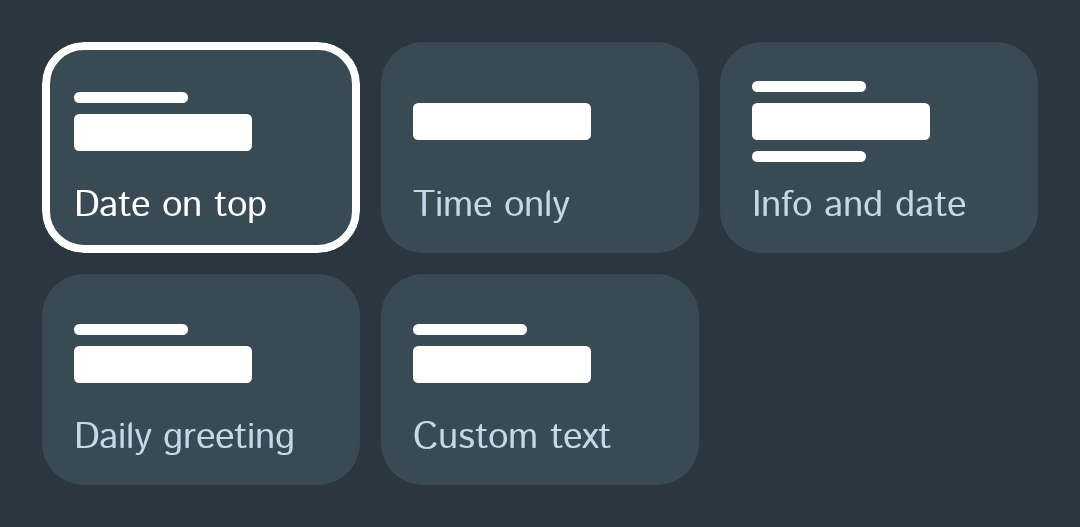 Date on top
Time only
Info and date
Daily greeting
Custom text